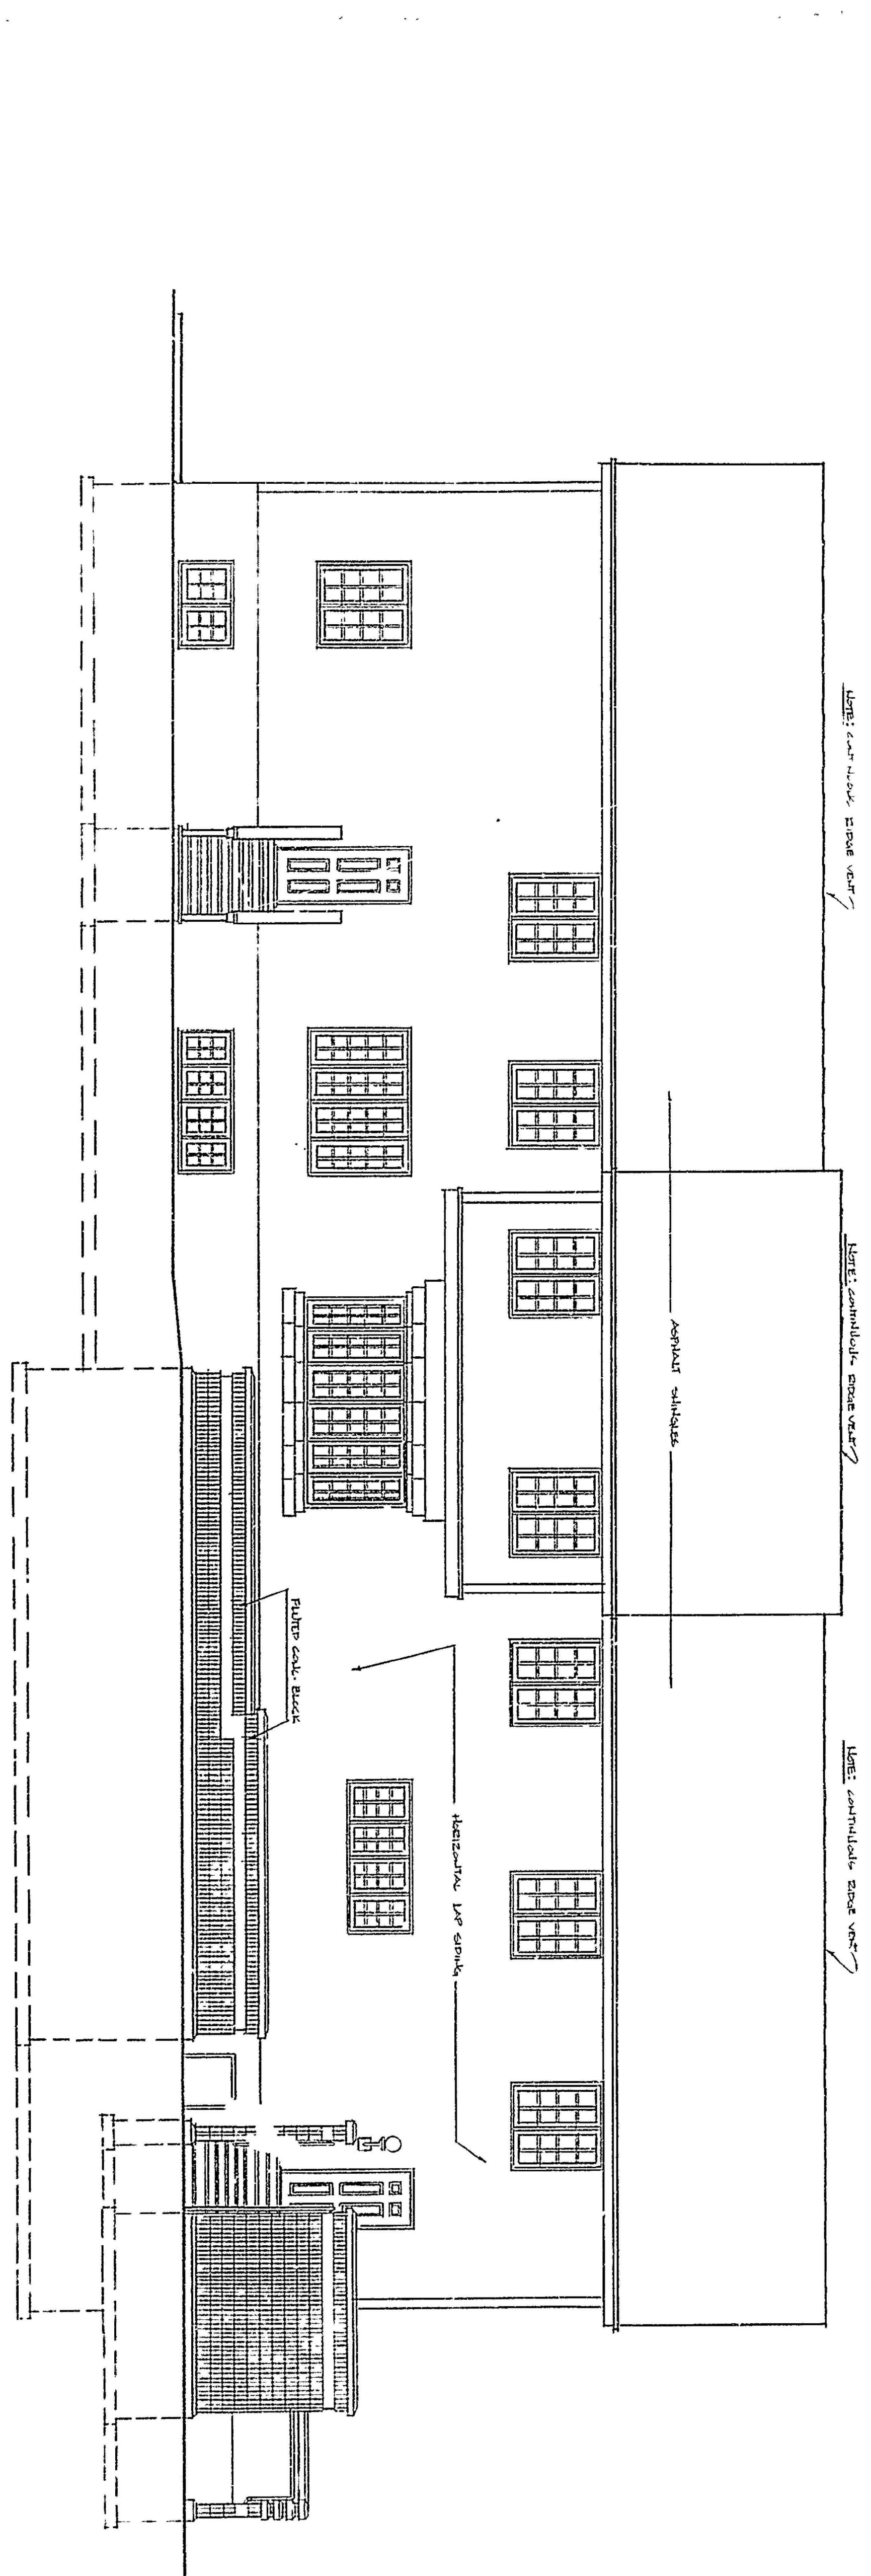 NOTE: CONTINUOUS RIDGE VENT
NOTE: CONTINUOUS RIDGE VENT
NOTE: CONTINUOUS RIDGE VENT
ASPHALT SHINGLES
HORIZONTAL LAP SIDING
FLUTED CONC. BLOCK